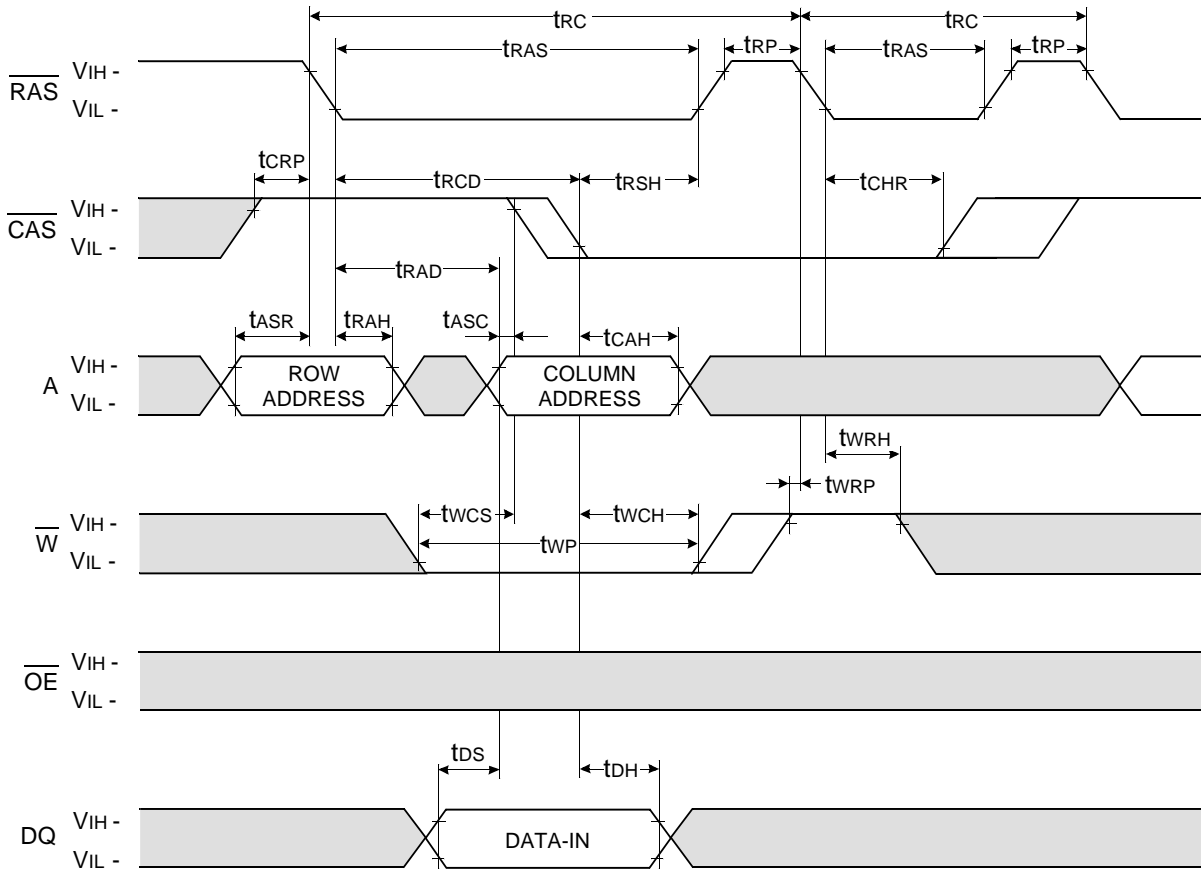 tRC tRC
tRAS tRP tRAS tRP
RAS VIH -
VIL -
tCRP tRCD tRSH tCHR
CAS VIH -
VIL -
tRAD
tASR tRAH tASC tCAH
A VIH -
VIL -
ROW
ADDRESS
COLUMN
ADDRESS
tWRH
tWRP
tWCS tWCH
W VIH -
VIL -
tWP
OE VIH -
VIL -
tDS tDH
DQ VIH -
VIL -
DATA-IN